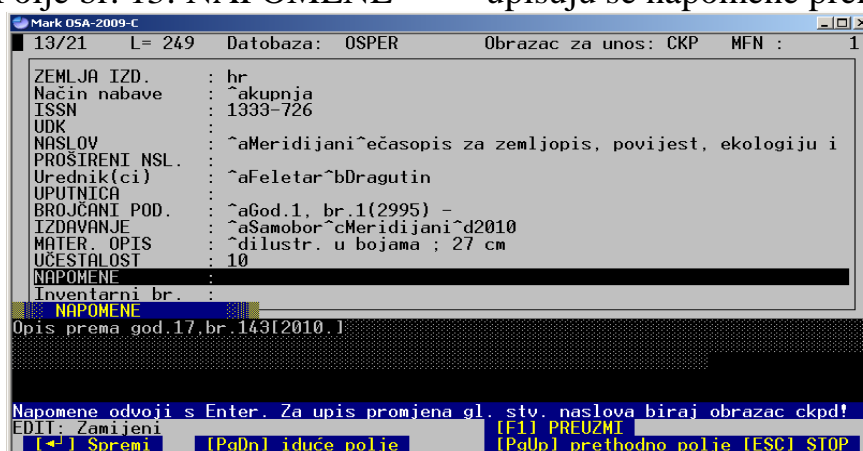 olje br. 13. NAPOMENE upisuju se napomene pre
Mark OSA-2009-C
13/21 L= 249 Datobaza: OSPER Obrazac za unos: CKP MFN : 1
ZEMLJA IZD. : hr
Način nabave : ^akupnja
ISSN : 1333-726
UDK :
NASLOV : ^aMeridijani^ečasopis za zemljopis, povijest, ekologiju i
PROŠIRENI NSL. :
Urednik(ci) : ^aFeletar^bDragutin
UPUTNICA :
BROJČANI POD. : ^aGod.1, br.1(2995) -
IZDAVANJE : ^aSamobor^cMeridijani^d2010
MATER. OPIS : ^dilustr. u bojama ; 27 cm
UČESTALOST : 10
NAPOMENE :
Inventarni br. :
NAPOMENE
Opis prema god.17,br.143[2010.]
Napomene odvoji s Enter. Za upis promjena gl. stv. naslova biraj obrazac ckpd!
EDIT: Zamijeni [F1] PREUZMI
[◄┘] Spremi [PgDn] iduće polje [PgUp] prethodno polje [ESC] STOP